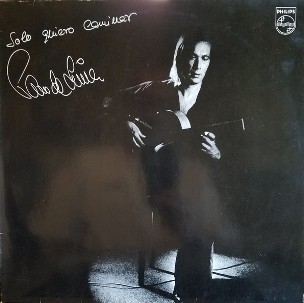 Solo quiero caminar
Paco de Lucía
PHILIPS